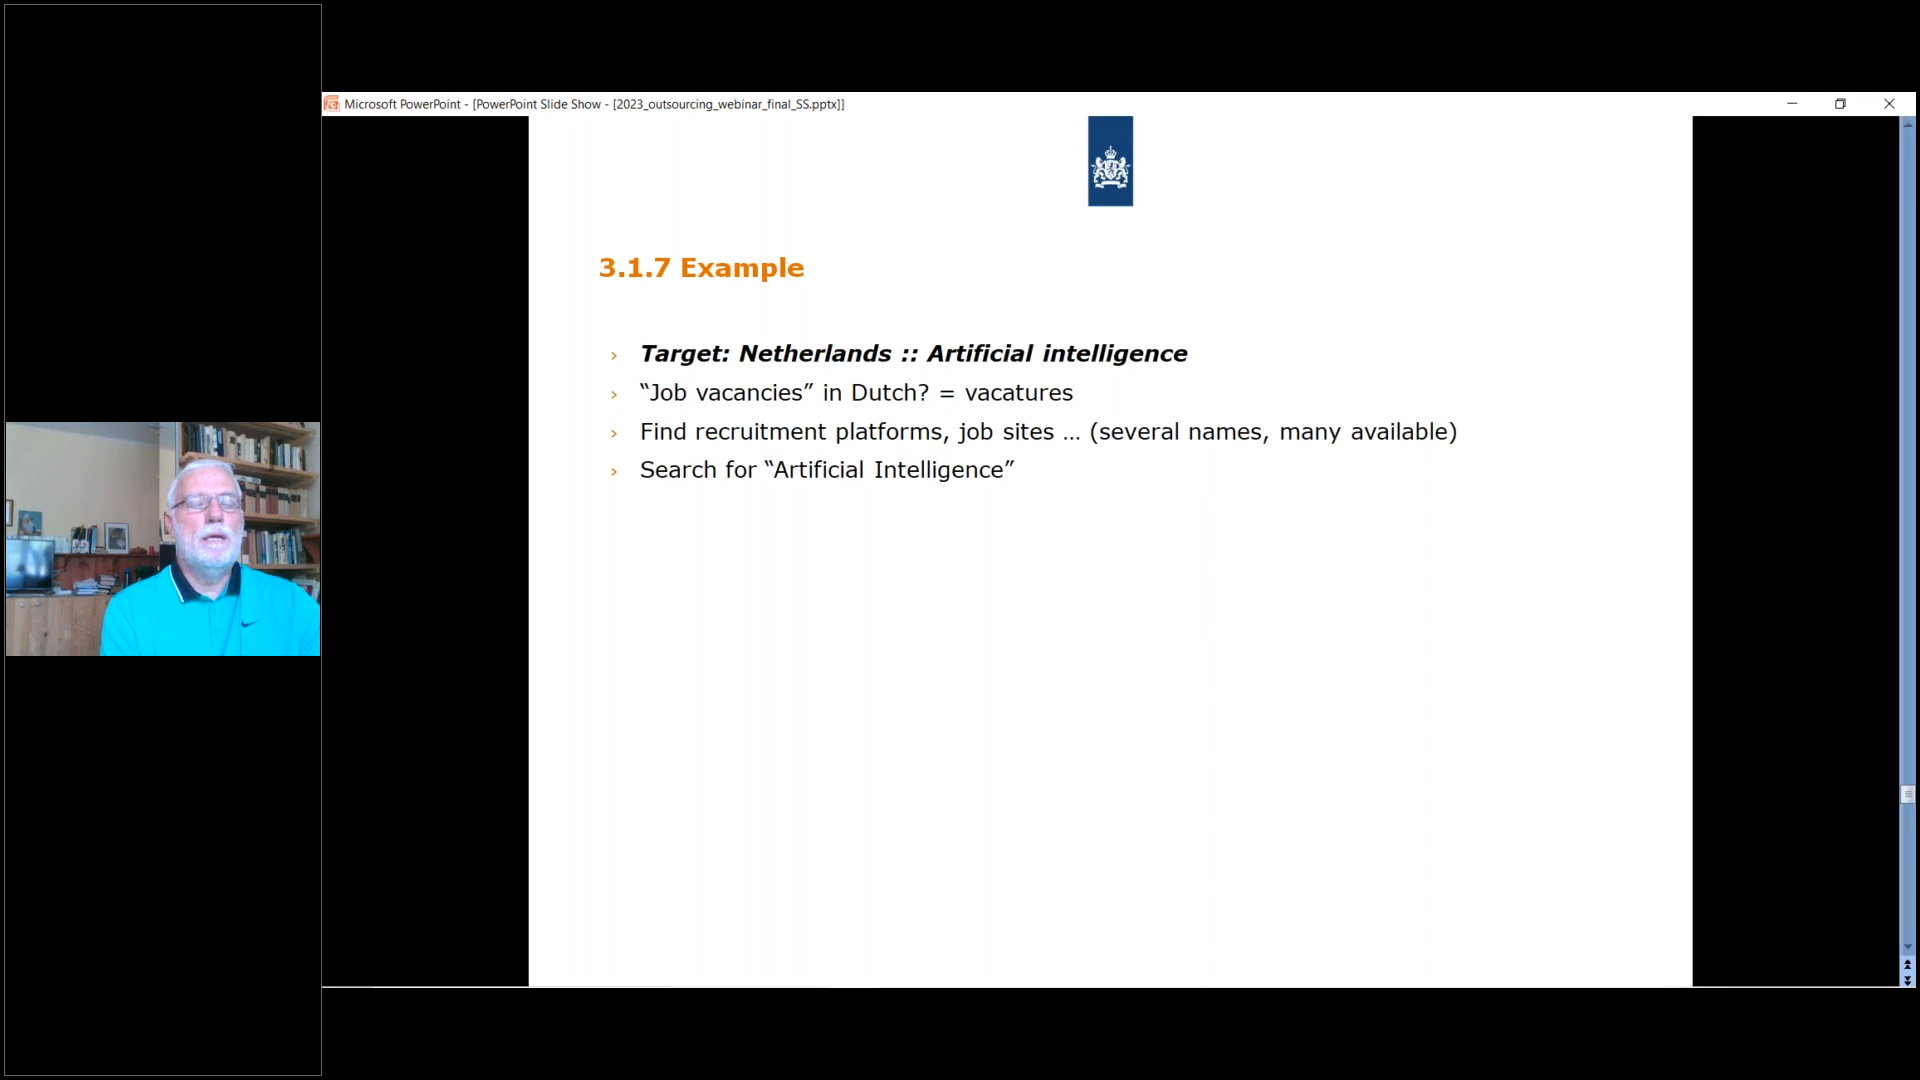 Microsoft PowerPoint - [PowerPoint Slide Show - [2023_outsourcing_webinar_final_SS.pptx]]
3.1.7 Example
› Target: Netherlands :: Artificial intelligence
› “Job vacancies” in Dutch? = vacatures
› Find recruitment platforms, job sites … (several names, many available)
› Search for “Artificial Intelligence”